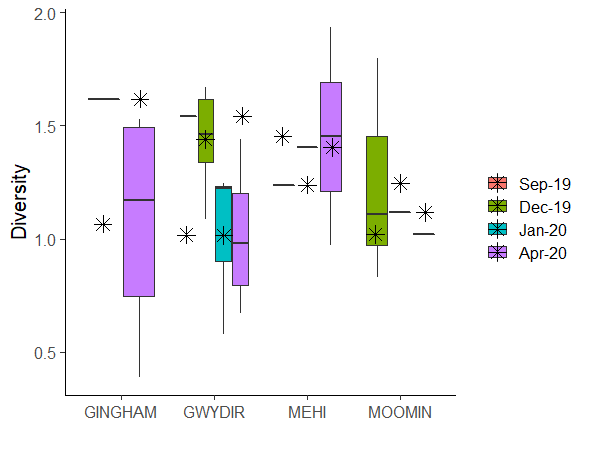 2.0
1.5
1.0
0.5
Diversity
GINGHAM GWYDIR MEHI MOOMIN
Sep-19
Dec-19
Jan-20
Apr-20